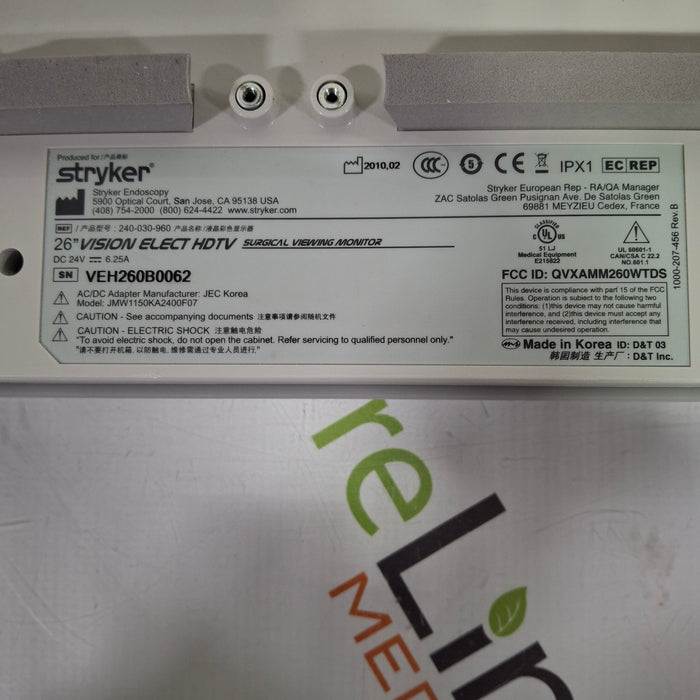 Produced for / 产品商标
stryker®
Stryker Endoscopy
5900 Optical Court, San Jose, CA 95138 USA
(408) 754-2000 (800) 624-4422 www.stryker.com
2010,02
CCC
5
CE
IPX1
EC REP
Stryker European Rep - RA/QA Manager
ZAC Satolas Green Pusignan Ave. De Satolas Green
69881 MEYZIEU Cedex, France
REF / 产品型号: 240-030-960 产品名称/液晶彩色显示器
26" VISION ELECT HDTV SURGICAL VIEWING MONITOR
DC 24V 6.25A
SN VEH260B0062
AC/DC Adapter Manufacturer: JEC Korea
Model: JMW1150KA2400F07
CAUTION - See accompanying documents 注意事项请参阅随机文件
CAUTION - ELECTRIC SHOCK 注意触电危险
"To avoid electric shock, do not open the cabinet. Refer servicing to qualified personnel only."
"请不要打开机箱,以防触电,维修需通过专业人员进行."
CLASSIFIED
C UL US
51 LJ
Medical Equipment
E215822
UL 60601-1
CAN/CSA C 22.2
NO.601.1
FCC ID: QVXAMM260WTDS
This device is compliance with part 15 of the FCC
Rules. Operation is subject to the following two
conditions: (1)this device may not cause harmful
interference, and (2)this device must accept any
interference received, including interference that
may cause undesired operation.
Made in Korea ID: D&T 03
韩国制造 生产厂: D&T Inc.
1000-207-456 Rev.B
reLin
MED